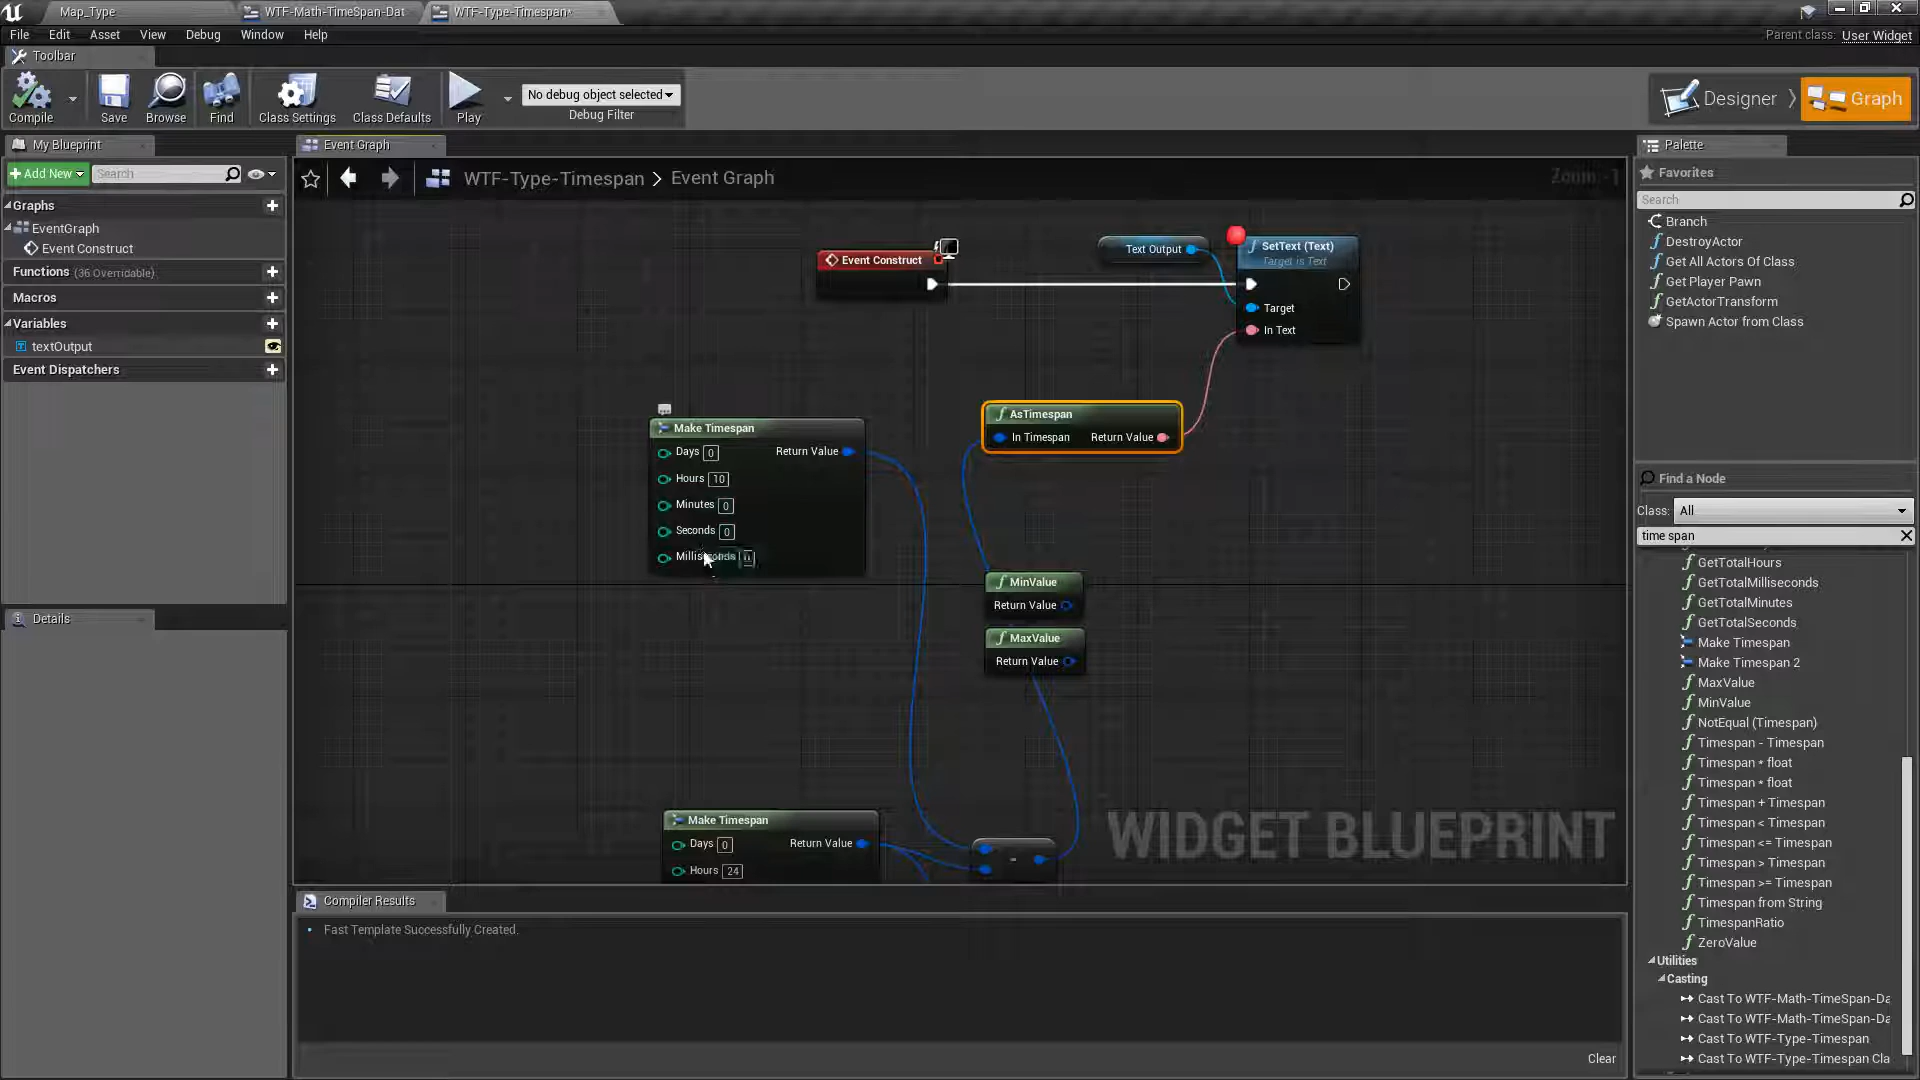 Map_Type
WTF-Math-TimeSpan-Dat
WTF-Type-Timespan*
File Edit Asset View Debug Window Help
Parent class: User Widget
Toolbar
Compile
Save
Browse
Find
Class Settings
Class Defaults
Play
No debug object selected
Debug Filter
Designer
Graph
My Blueprint
Add New
Search
Graphs
EventGraph
Event Construct
Functions (36 Overridable)
Macros
Variables
textOutput
Event Dispatchers
Details
Event Graph
WTF-Type-Timespan > Event Graph
Zoom -1
Event Construct
Text Output
SetText (Text)
Target is Text
Target
In Text
Make Timespan
Days 0
Return Value
Hours 10
Minutes 0
Seconds 0
Milliseconds 0
AsTimespan
In Timespan
Return Value
MinValue
Return Value
MaxValue
Return Value
Make Timespan
Days 0
Return Value
Hours 24
-
WIDGET BLUEPRINT
Compiler Results
Fast Template Successfully Created.
Clear
Palette
Favorites
Search
Branch
DestroyActor
Get All Actors Of Class
Get Player Pawn
GetActorTransform
Spawn Actor from Class
Find a Node
Class: All
time span
GetTotalHours
GetTotalMilliseconds
GetTotalMinutes
GetTotalSeconds
Make Timespan
Make Timespan 2
MaxValue
MinValue
NotEqual (Timespan)
Timespan - Timespan
Timespan * float
Timespan * float
Timespan + Timespan
Timespan < Timespan
Timespan <= Timespan
Timespan > Timespan
Timespan >= Timespan
Timespan from String
TimespanRatio
ZeroValue
Utilities
Casting
Cast To WTF-Math-TimeSpan-Da
Cast To WTF-Math-TimeSpan-Da
Cast To WTF-Type-Timespan
Cast To WTF-Type-Timespan Cla